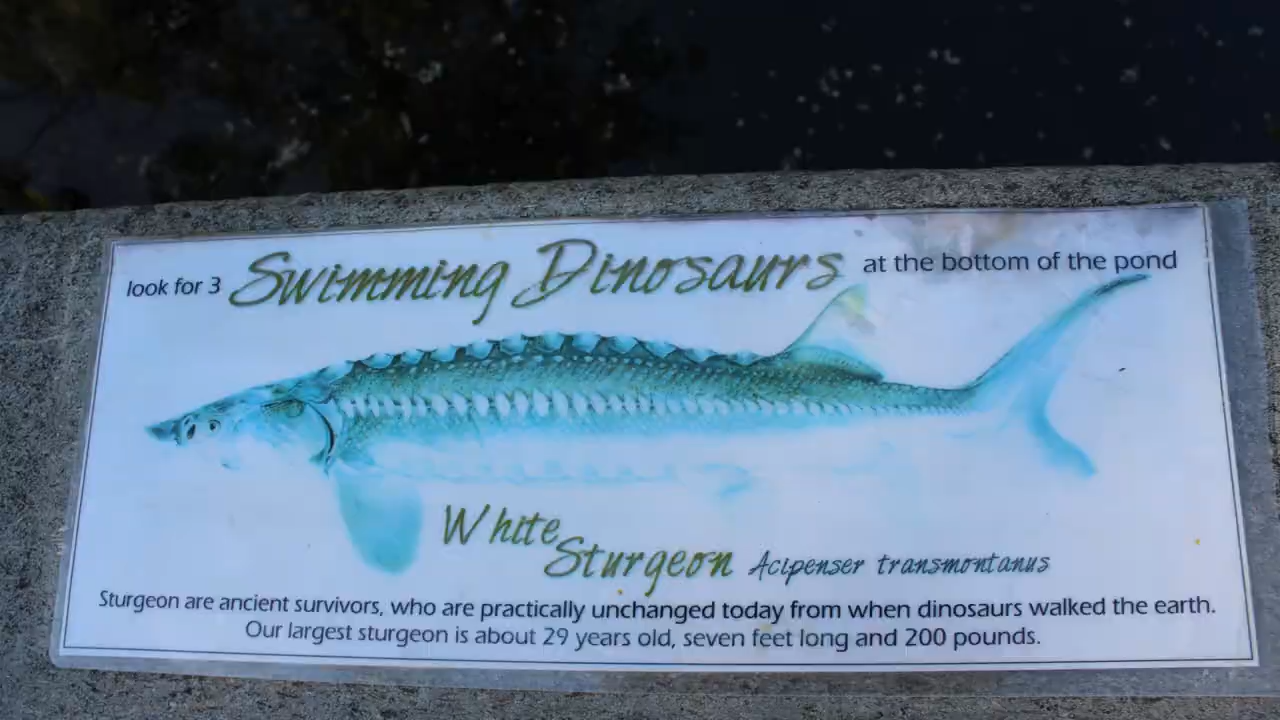 look for 3 Swimming Dinosaurs at the bottom of the pond
White
Sturgeon Acipenser transmontanus
Sturgeon are ancient survivors, who are practically unchanged today from when dinosaurs walked the earth.
Our largest sturgeon is about 29 years old, seven feet long and 200 pounds.